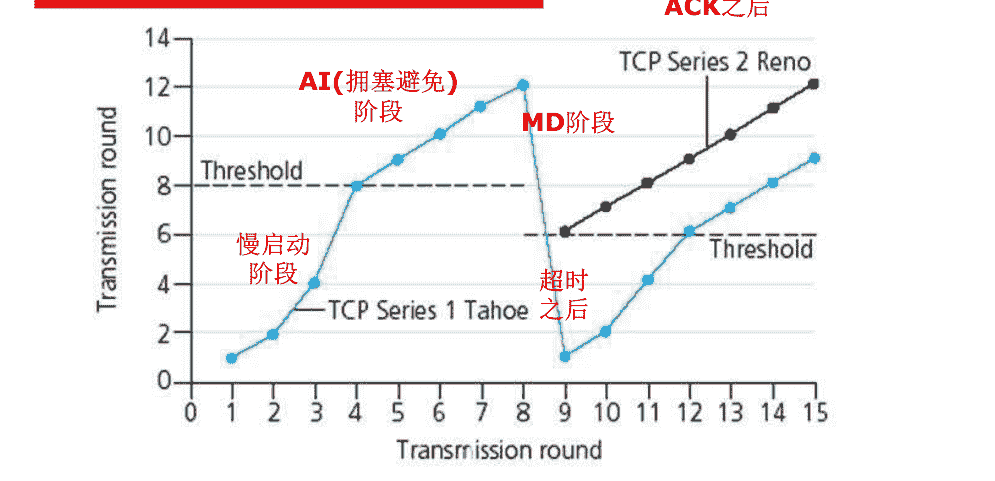 ACK之后
14
TCP Series 2 Reno
12
AI(拥塞避免)
阶段
MD阶段
10
Threshold
8
6
Threshold
慢启动
阶段
超时
之后
4
TCP Series 1 Tahoe
2
0
Transmission round
0 1 2 3 4 5 6 7 8 9 10 11 12 13 14 15
Transmission round